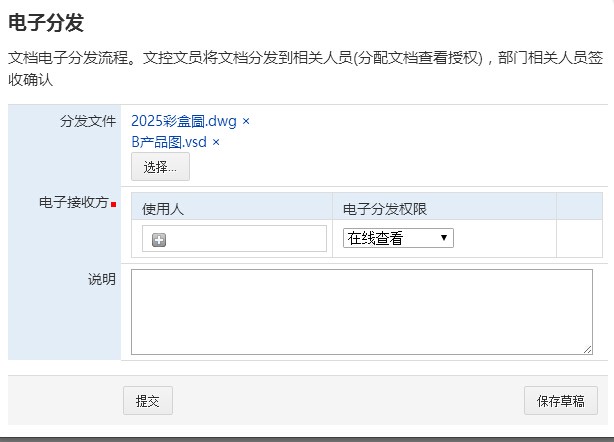 电子分发
文档电子分发流程。文控文员将文档分发到相关人员(分配文档查看授权)，部门相关人员签
收确认
分发文件
2025彩盒圖.dwg ×
B产品图.vsd ×
选择...
电子接收方
使用人
电子分发权限
在线查看
说明
提交
保存草稿